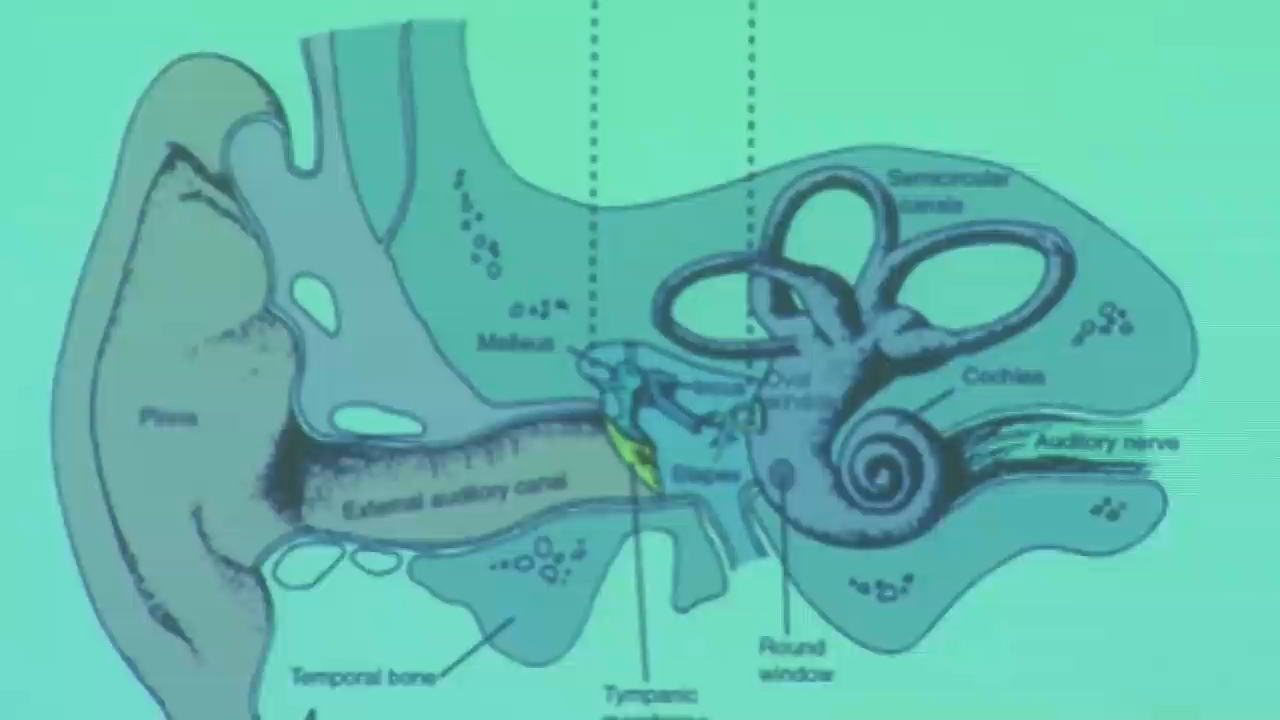 Semicircular
canals
Malleus
Incus
Oval
window
Cochlea
Pinna
Auditory nerve
External auditory canal
Stapes
Round
window
Temporal bone
Tympanic
membrane